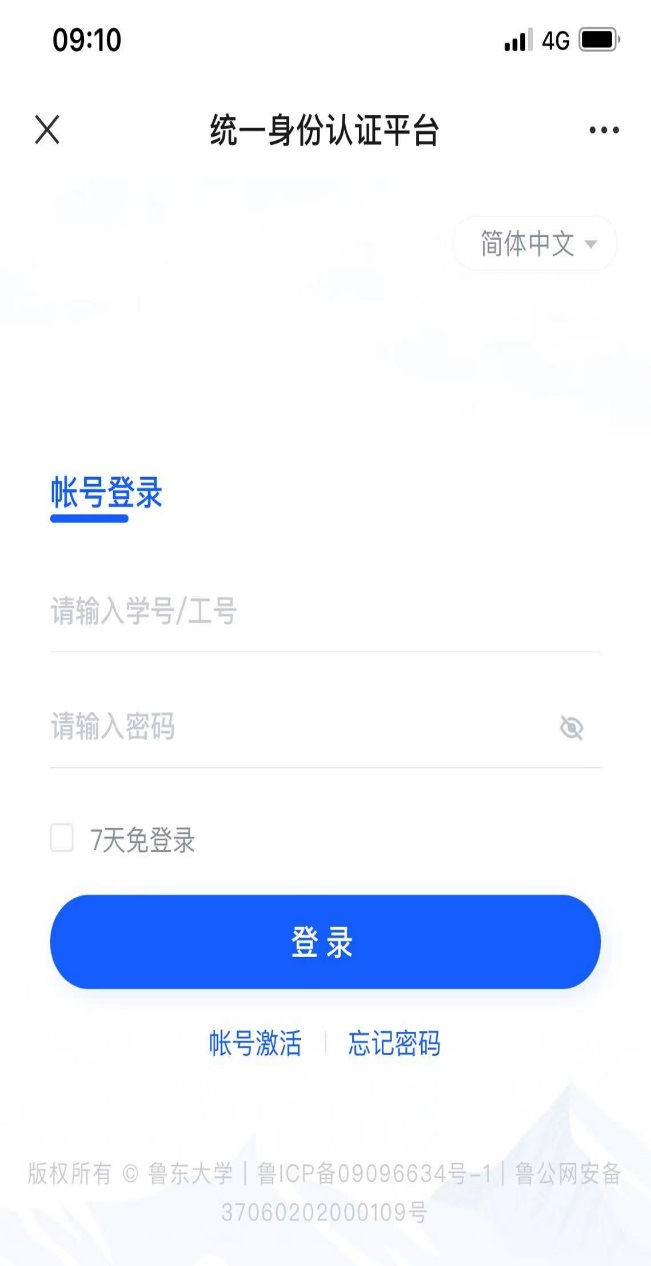 09:10
4G
统一身份认证平台
简体中文
帐号登录
请输入学号/工号
请输入密码
7天免登录
登 录
帐号激活 | 忘记密码
版权所有 © 鲁东大学 | 鲁ICP备09096634号-1 | 鲁公网安备
37060202000109号